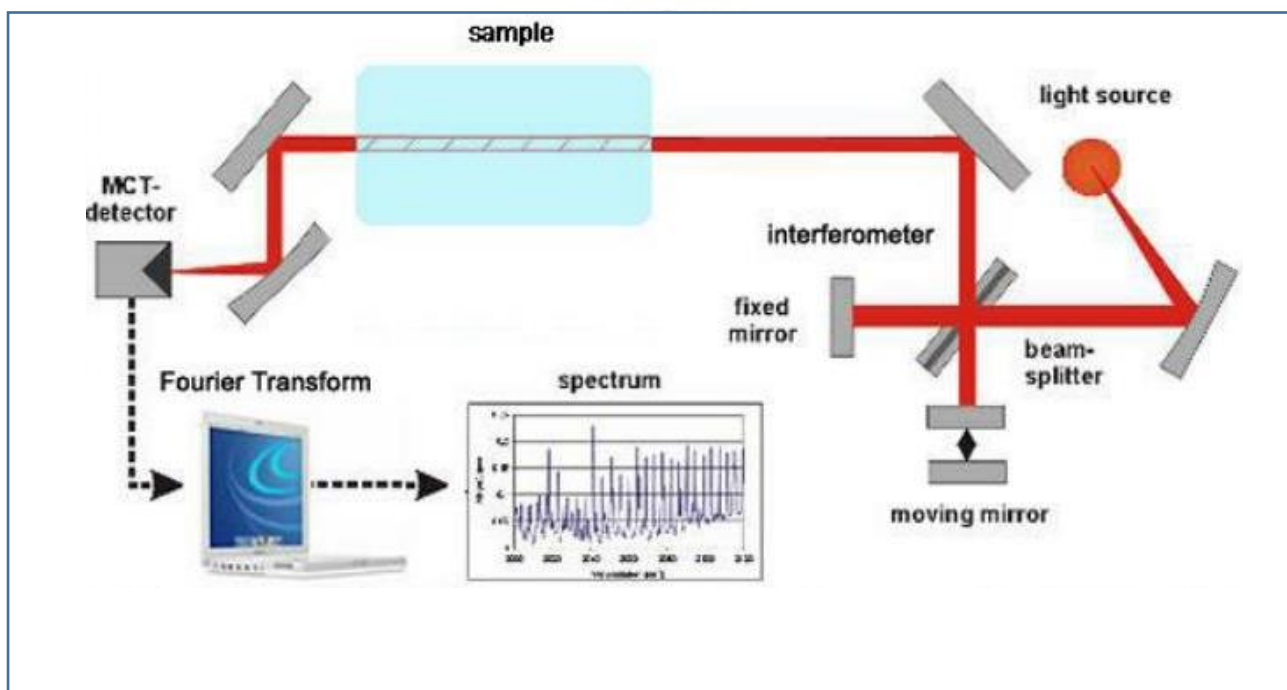 sample
light source
MCT-
detector
interferometer
fixed
mirror
beam-
splitter
Fourier Transform
spectrum
moving mirror